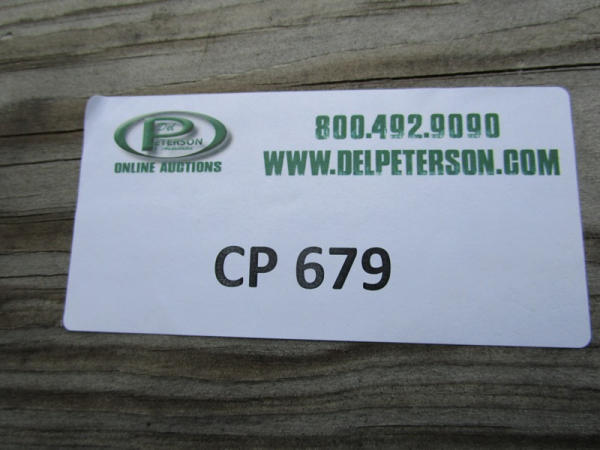 Del
PETERSON
ONLINE AUCTIONS
800.492.9090
WWW.DELPETERSON.COM
CP 679